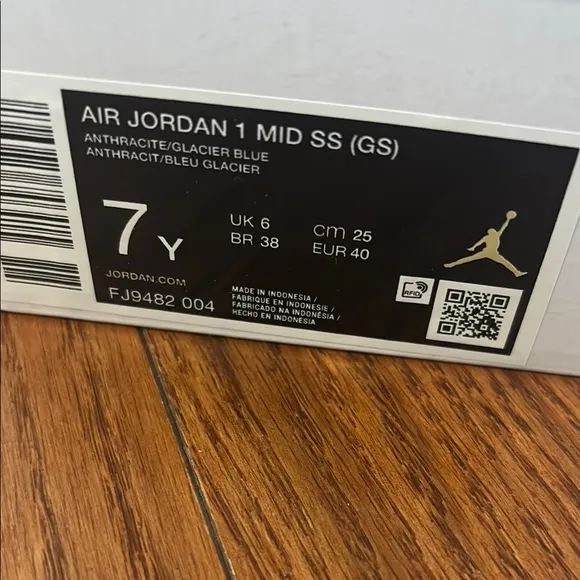 AIR JORDAN 1 MID SS (GS)
ANTHRACITE/GLACIER BLUE
ANTHRACIT/BLEU GLACIER
7 Y
UK 6 cm 25
BR 38 EUR 40
JORDAN.COM
FJ9482 004
MADE IN INDONESIA /
FABRIQUE EN INDONESIE /
FABRICADO NA INDONÉSIA /
HECHO EN INDONESIA
RFID